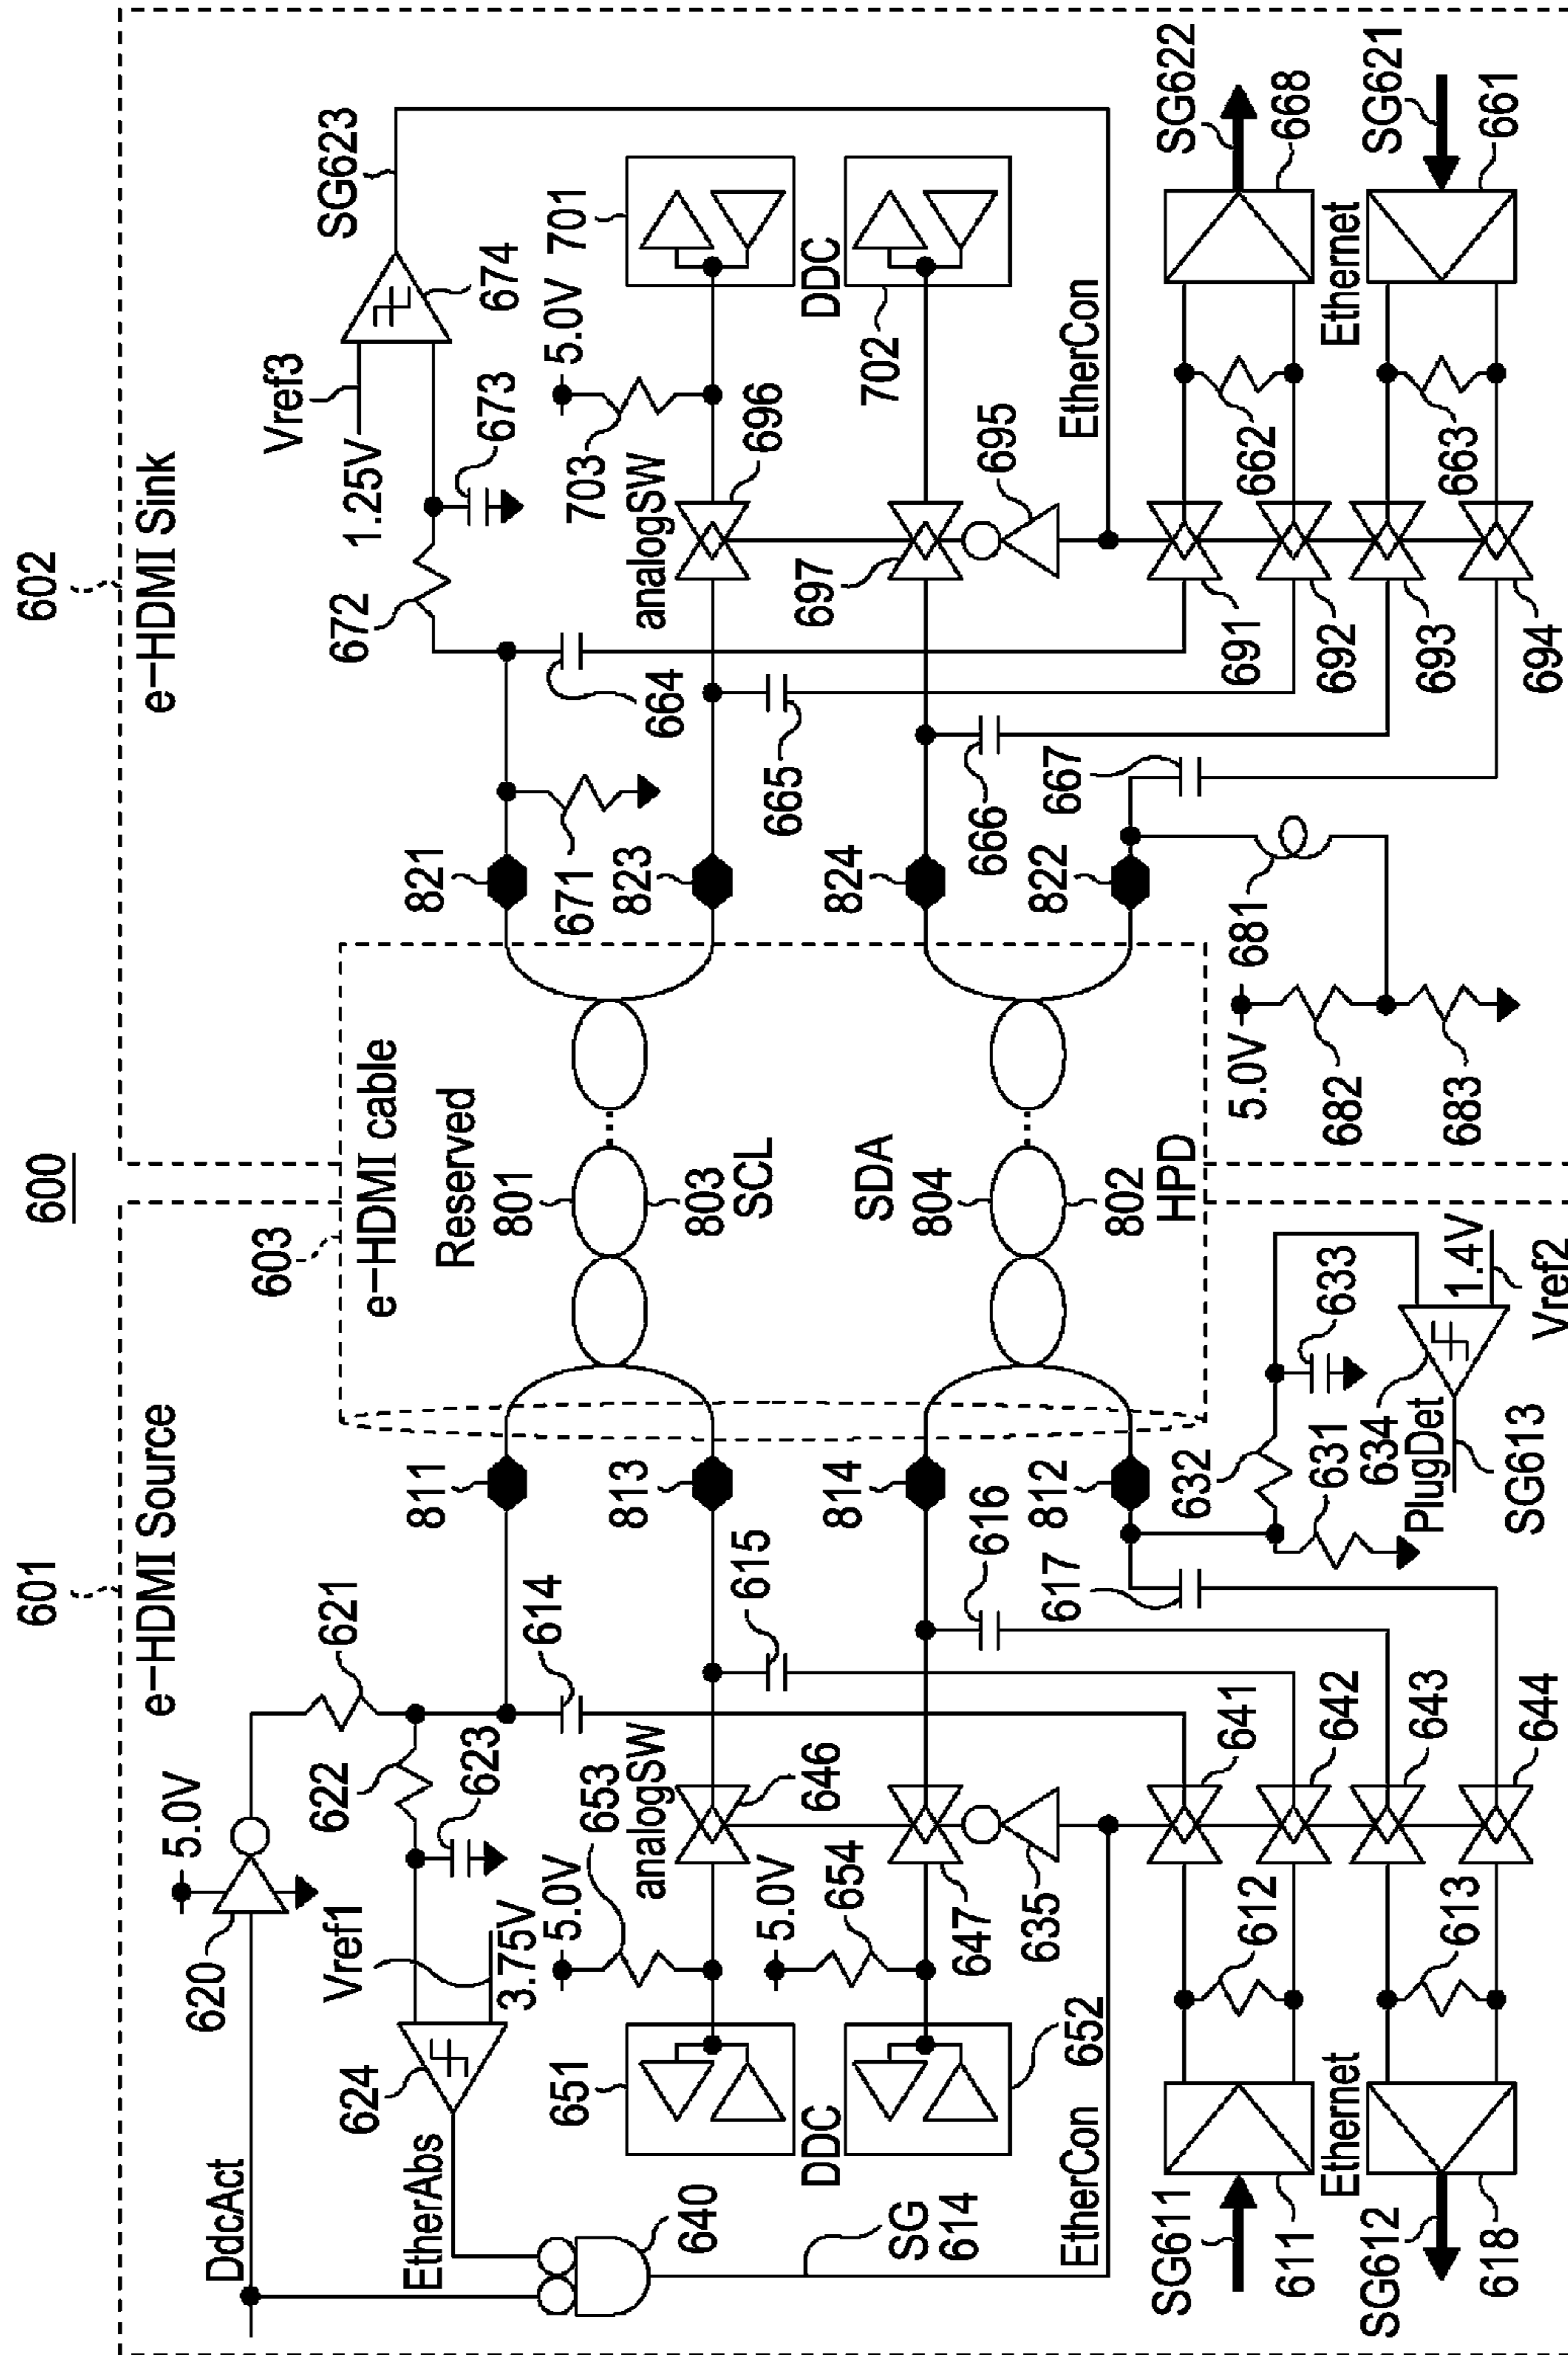 600
601
e-HDMI Source
602
e-HDMI Sink
603
e-HDMI cable
Reserved
801
803
SCL
SDA
804
802
HPD
DdcAct
620
5.0V
621
622
623
Vref1
3.75V
624
EtherAbs
640
SG
614
EtherCon
614
811
813
615
814
616
812
617
653
5.0V
analogSW
646
651
DDC
652
5.0V
654
647
635
641
642
643
644
612
613
SG611
611
Ethernet
SG612
618
632
631
633
634
PlugDet
SG613
1.4V
Vref2
821
671
823
824
822
664
665
666
667
681
5.0V
682
683
672
673
Vref3
1.25V
674
SG623
703
5.0V
701
analogSW
696
DDC
702
697
695
EtherCon
691
692
693
694
662
663
SG622
668
Ethernet
SG621
661